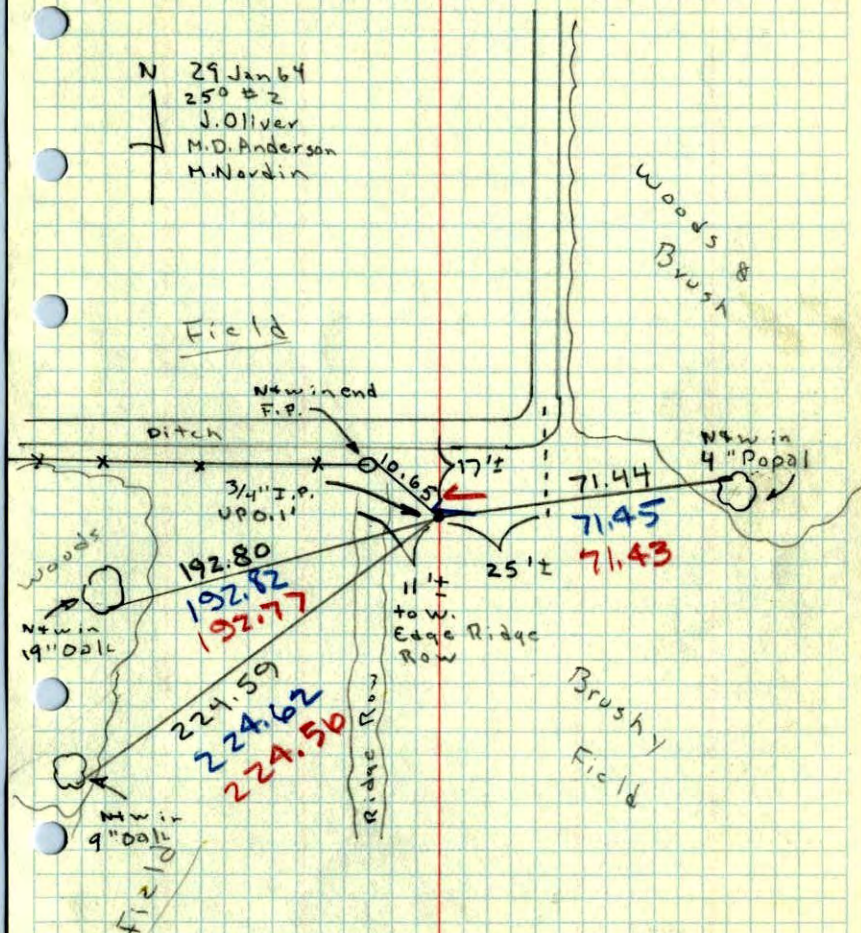 N
29 Jan 64
25° # 2
J. Oliver
M.D. Anderson
M. Nordin
Woods &
Brush
Field
N+W in end
F.P.
Ditch
10.65
17'±
3/4" I.P.
UP 0.1'
71.44
71.45
71.43
N+W in
4" Popal
Woods
192.80
192.82
192.77
25'±
11'±
to W.
Edge Ridge
Row
N+W in
19" Oak
224.59
224.62
224.56
Ridge Row
Brushy
Field
N+W in
9" Oak
Field